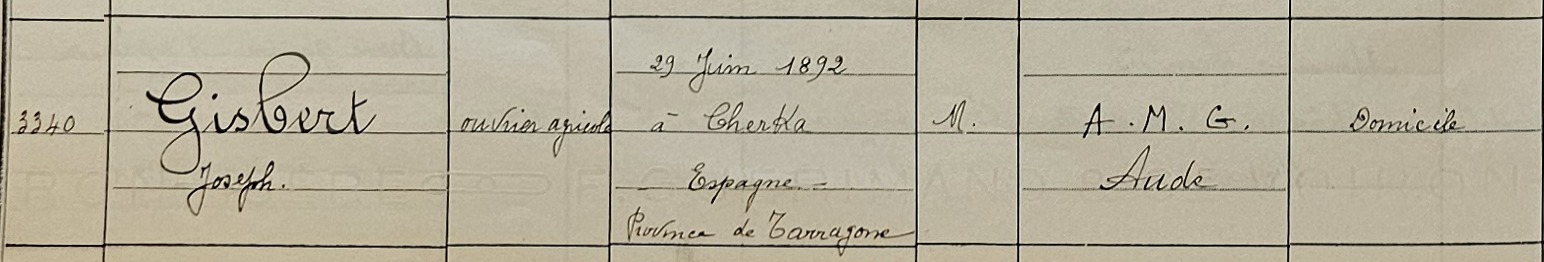 29 Juin 1892
3340 Gisbert ouvrier agricole à Cherta M. A. M. G. Domicile
Joseph. Espagne Aude
Province de Tarragone